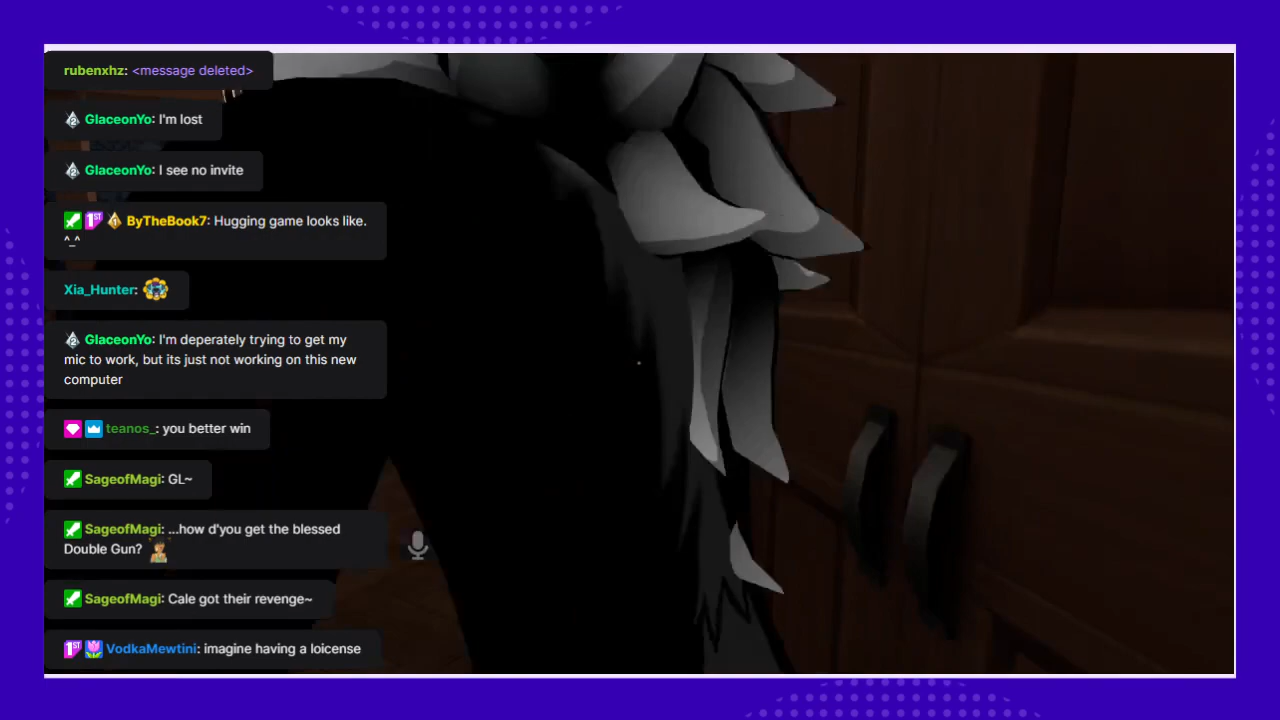 rubenxhz: <message deleted>
GlaceonYo: I'm lost
GlaceonYo: I see no invite
ByTheBook7: Hugging game looks like.
^_^
Xia_Hunter:
GlaceonYo: I'm deperately trying to get my
mic to work, but its just not working on this new
computer
teanos_: you better win
SageofMagi: GL~
SageofMagi: ...how d'you get the blessed
Double Gun?
SageofMagi: Cale got their revenge~
VodkaMewtini: imagine having a loicense